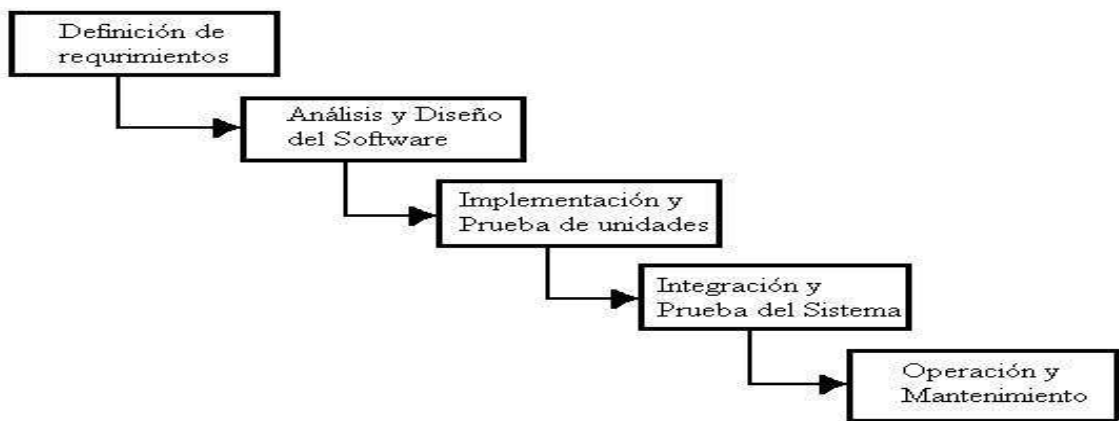 Definición de
requrimientos
Análisis y Diseño
del Software
Implementación y
Prueba de unidades
Integración y
Prueba del Sistema
Operación y
Mantenimiento